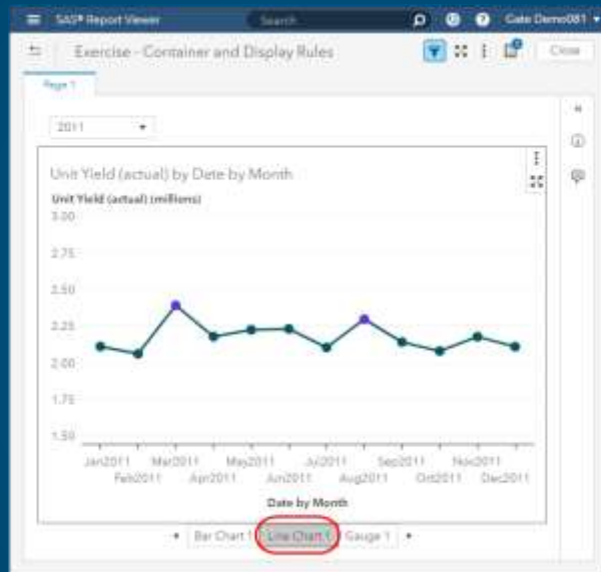 SAS® Report Viewer
Search
Gate Demo081
Exercise - Container and Display Rules
Close
Page 1
2011
Unit Yield (actual) by Date by Month
Unit Yield (actual) (millions)
3.00
2.75
2.50
2.25
2.00
1.75
1.50
Jan2011 Mar2011 May2011 Jul2011 Sep2011 Nov2011
Feb2011 Apr2011 Jun2011 Aug2011 Oct2011 Dec2011
Date by Month
Bar Chart 1 Line Chart 1 Gauge 1